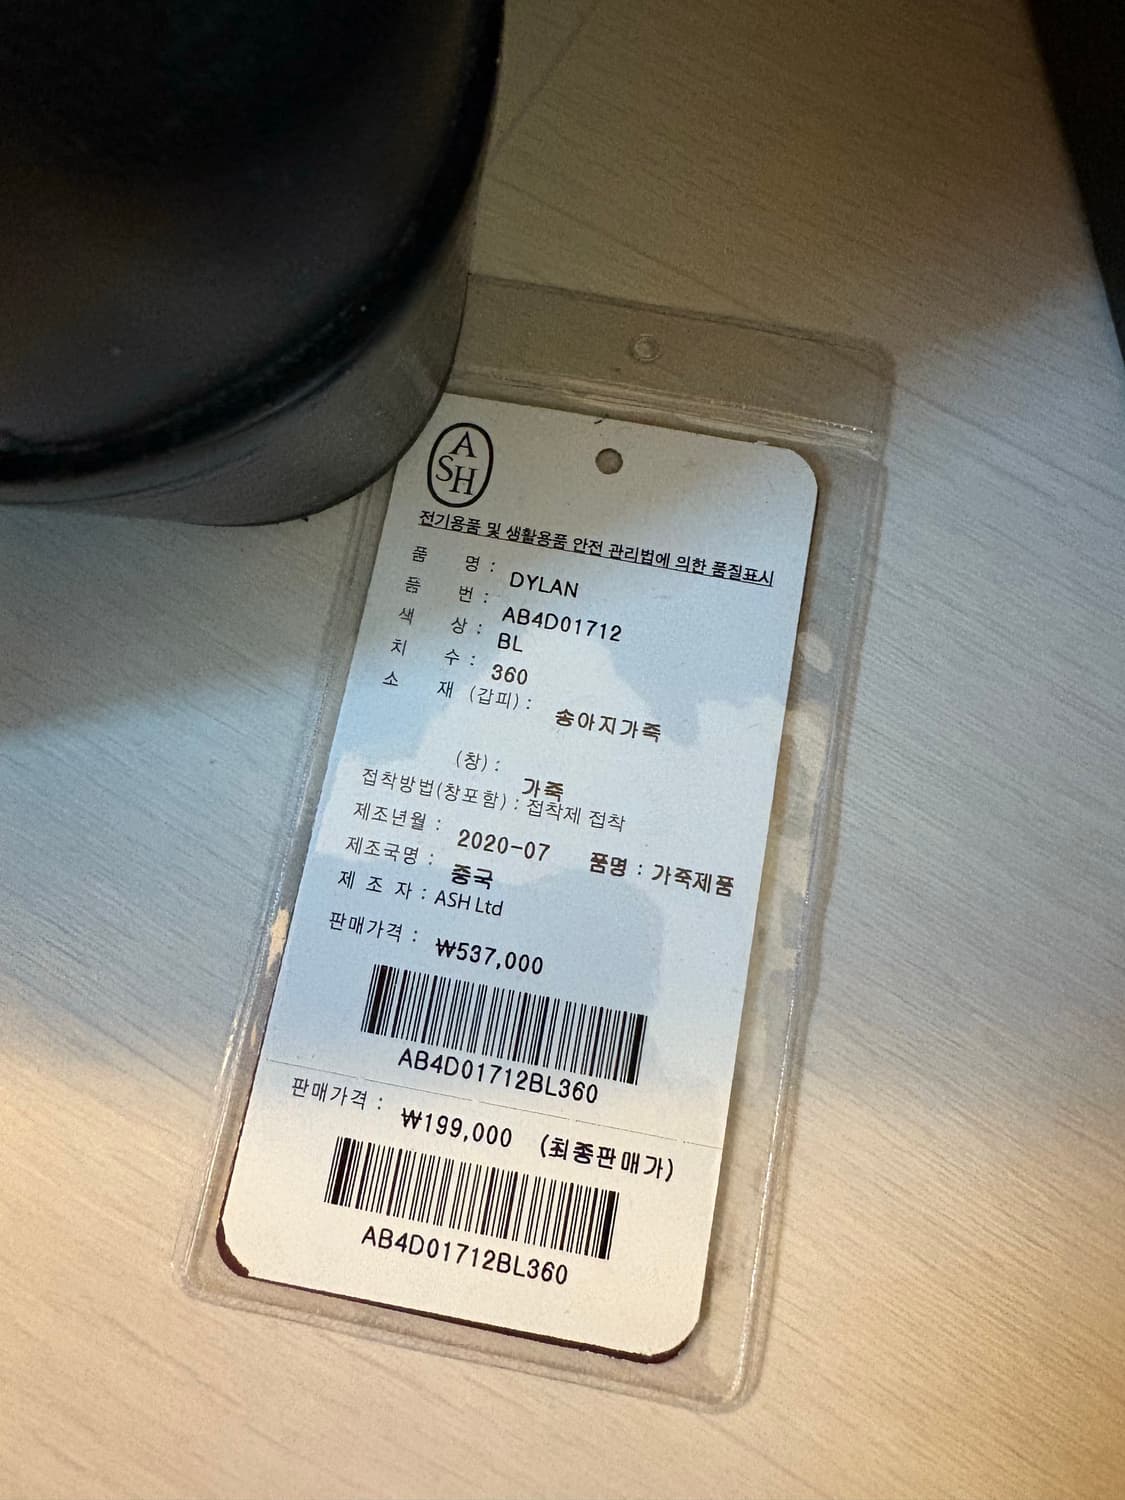 ASH
전기용품 및 생활용품 안전 관리법에 의한 품질표시
품 명 : DYLAN
품 번 : AB4D01712
색 상 : BL
치 수 : 360
소 재 (갑피) : 송아지가죽
(창) : 가죽
접착방법(창포함) : 접착제 접착
제조년월 : 2020-07 품명 : 가죽제품
제조국명 : 중국
제 조 자 : ASH Ltd
판매가격 : ₩537,000
AB4D01712BL360
판매가격 : ₩199,000 (최종판매가)
AB4D01712BL360